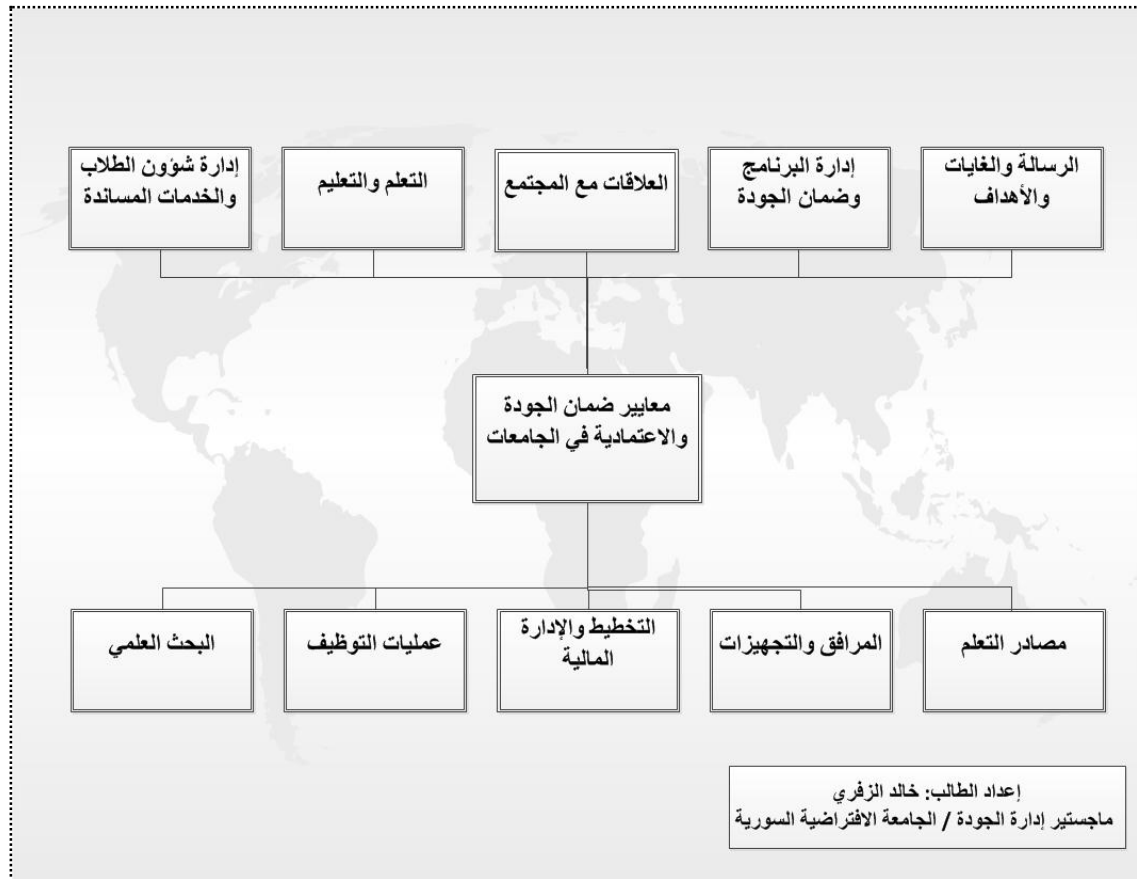 الرسالة والغايات
والأهداف
إدارة البرنامج
وضمان الجودة
العلاقات مع المجتمع
التعلم والتعليم
إدارة شؤون الطلاب
والخدمات المساندة
معايير ضمان الجودة
والاعتمادية في الجامعات
مصادر التعلم
المرافق والتجهيزات
التخطيط والإدارة
المالية
عمليات التوظيف
البحث العلمي
إعداد الطالب: خالد الزفري
ماجستير إدارة الجودة / الجامعة الافتراضية السورية